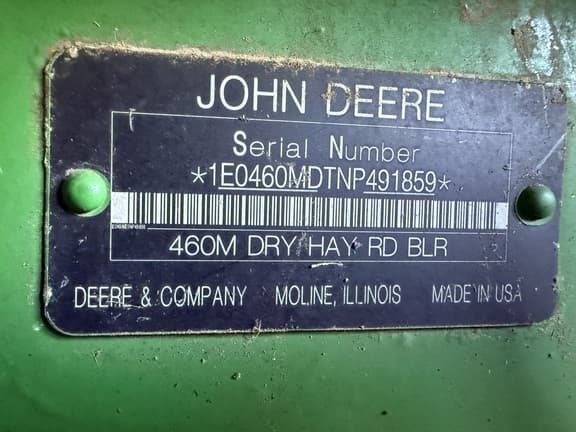 JOHN DEERE
Serial Number
*1E0460MDTNP491859*
460M DRY HAY RD BLR
DEERE & COMPANY MOLINE, ILLINOIS MADE IN USA